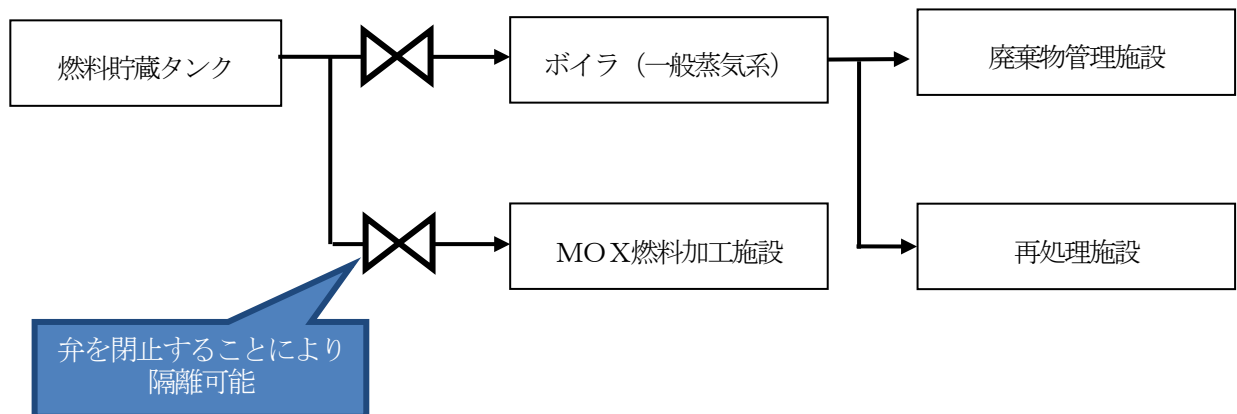 燃料貯蔵タンク
ボイラ（一般蒸気系）
廃棄物管理施設
ＭＯＸ燃料加工施設
再処理施設
弁を閉止することにより
隔離可能